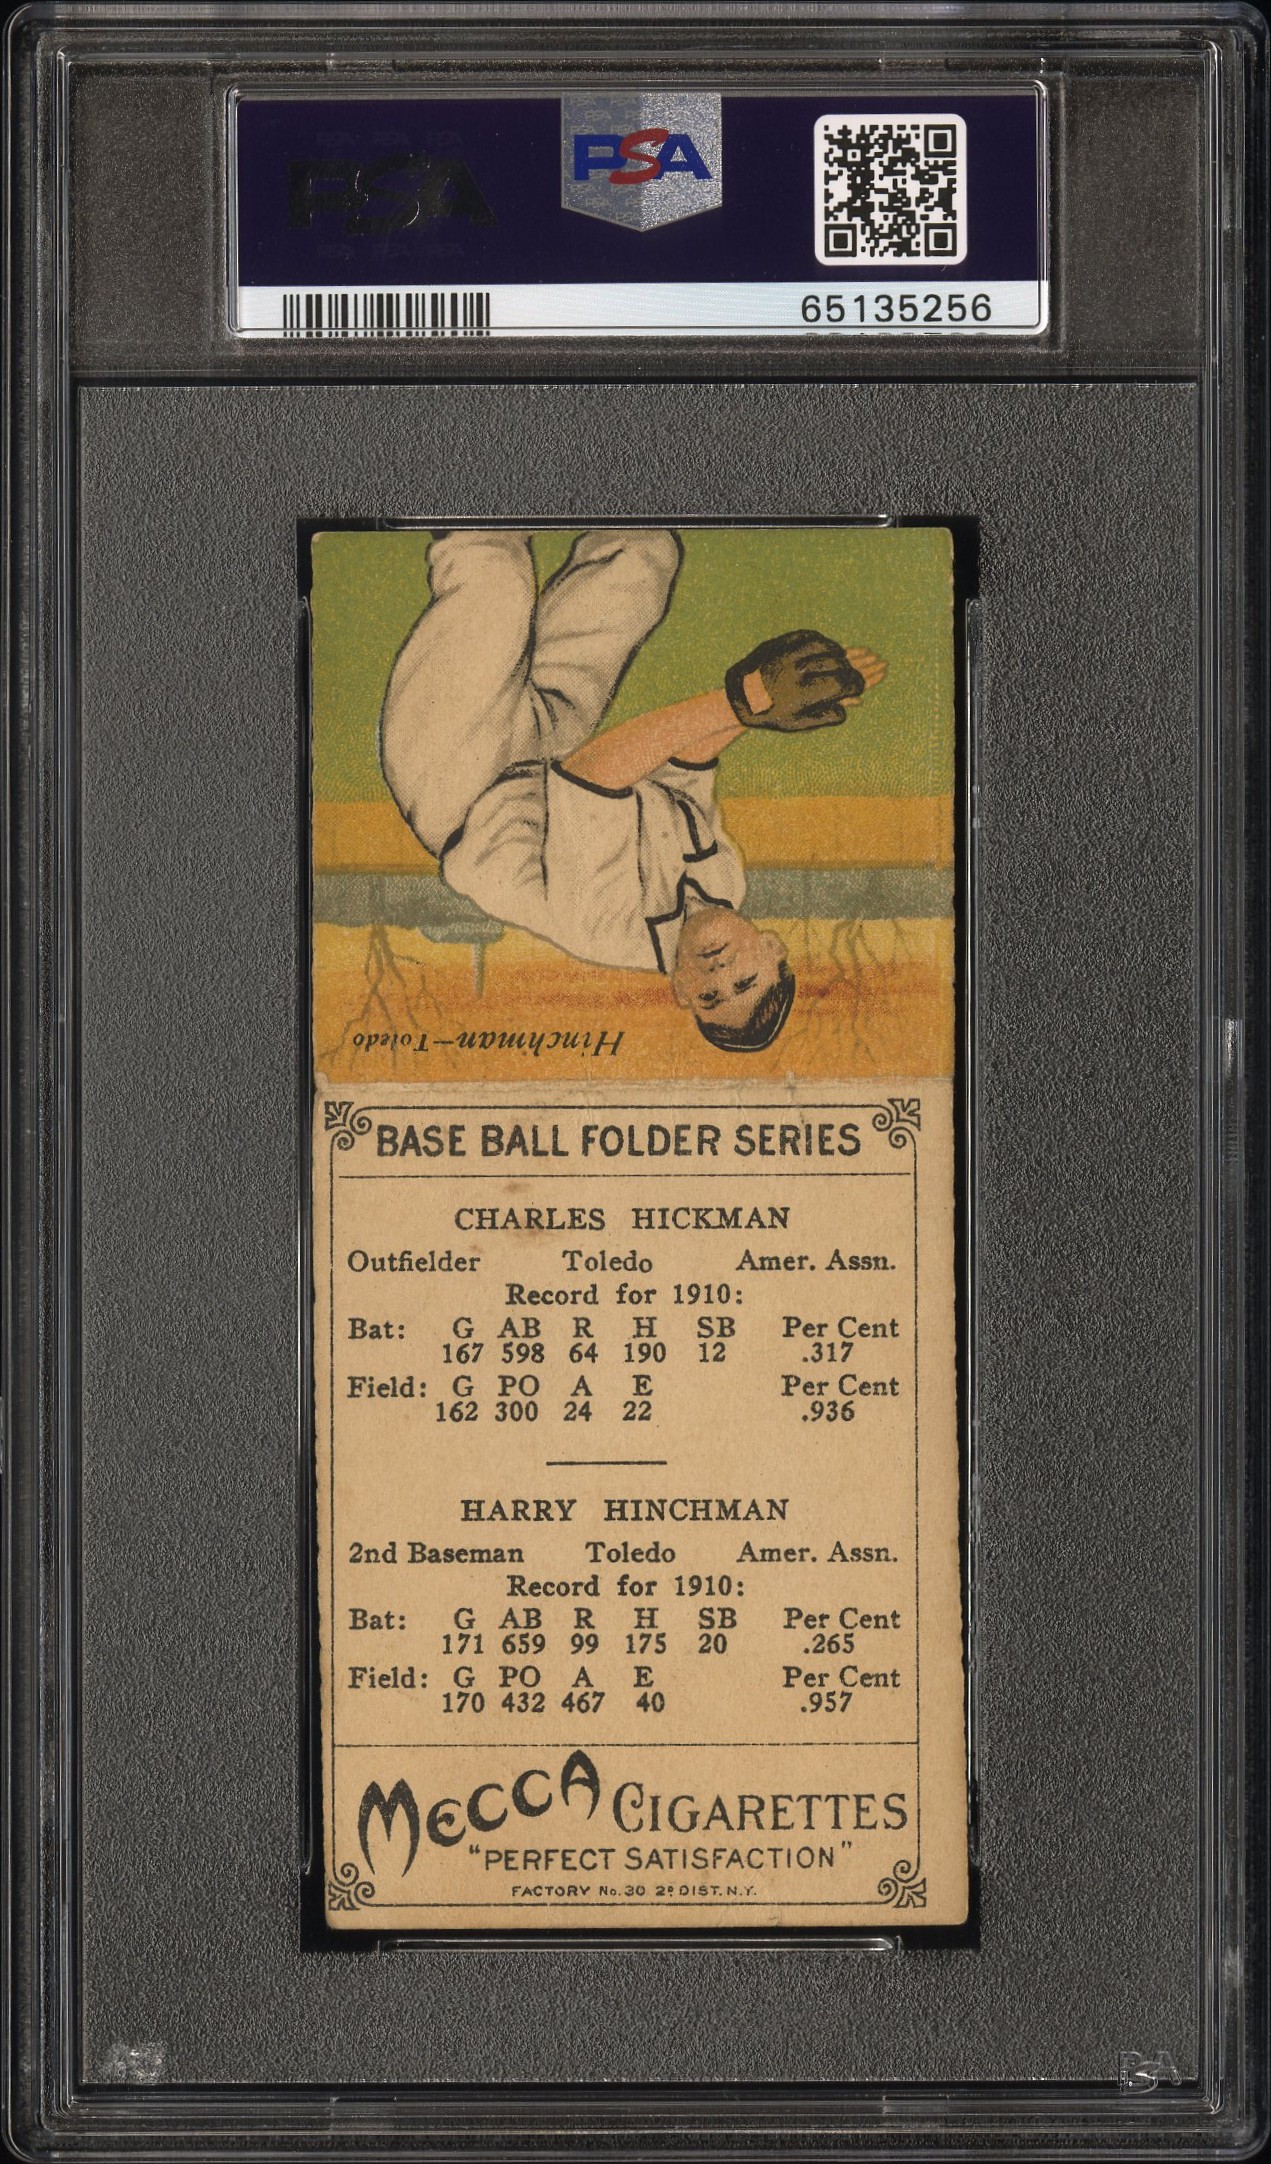 PSA
PSA
65135256
Hinchman—Toledo
BASE BALL FOLDER SERIES
CHARLES HICKMAN
Outfielder Toledo Amer. Assn.
Record for 1910:
Bat: G AB R H SB Per Cent
167 598 64 190 12 .317
Field: G PO A E Per Cent
162 300 24 22 .936
HARRY HINCHMAN
2nd Baseman Toledo Amer. Assn.
Record for 1910:
Bat: G AB R H SB Per Cent
171 659 99 175 20 .265
Field: G PO A E Per Cent
170 432 467 40 .957
MECCA CIGARETTES
"PERFECT SATISFACTION"
FACTORY No. 30 2D DIST. N.Y.
PSA